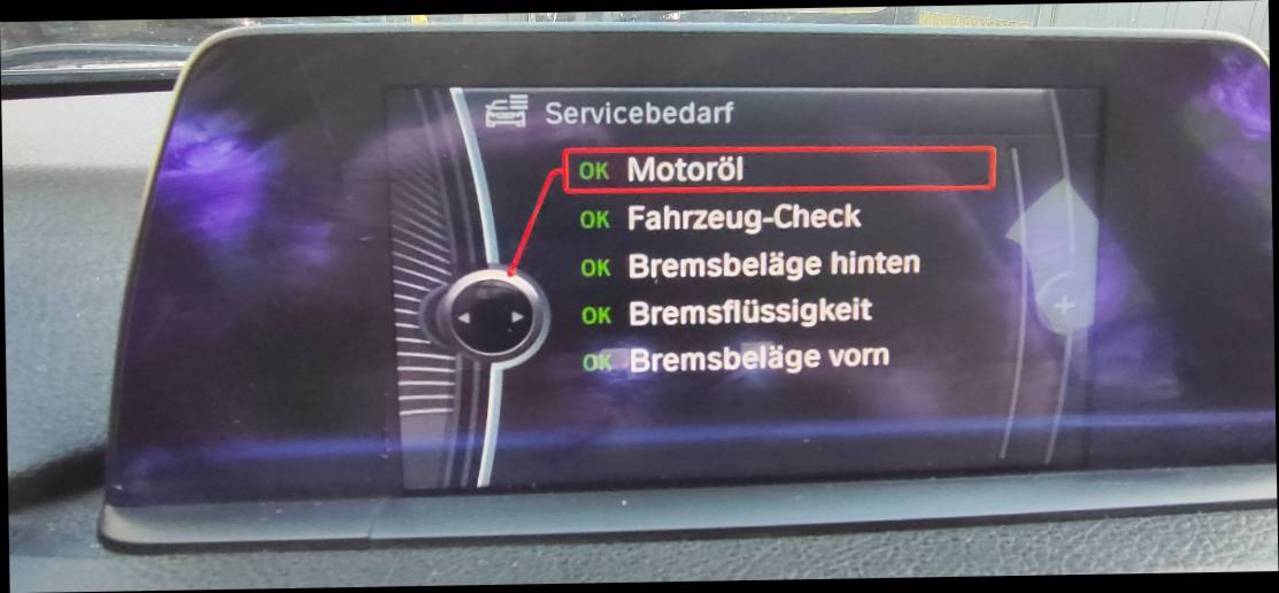 Servicebedarf
OK Motoröl
OK Fahrzeug-Check
OK Bremsbeläge hinten
OK Bremsflüssigkeit
OK Bremsbeläge vorn